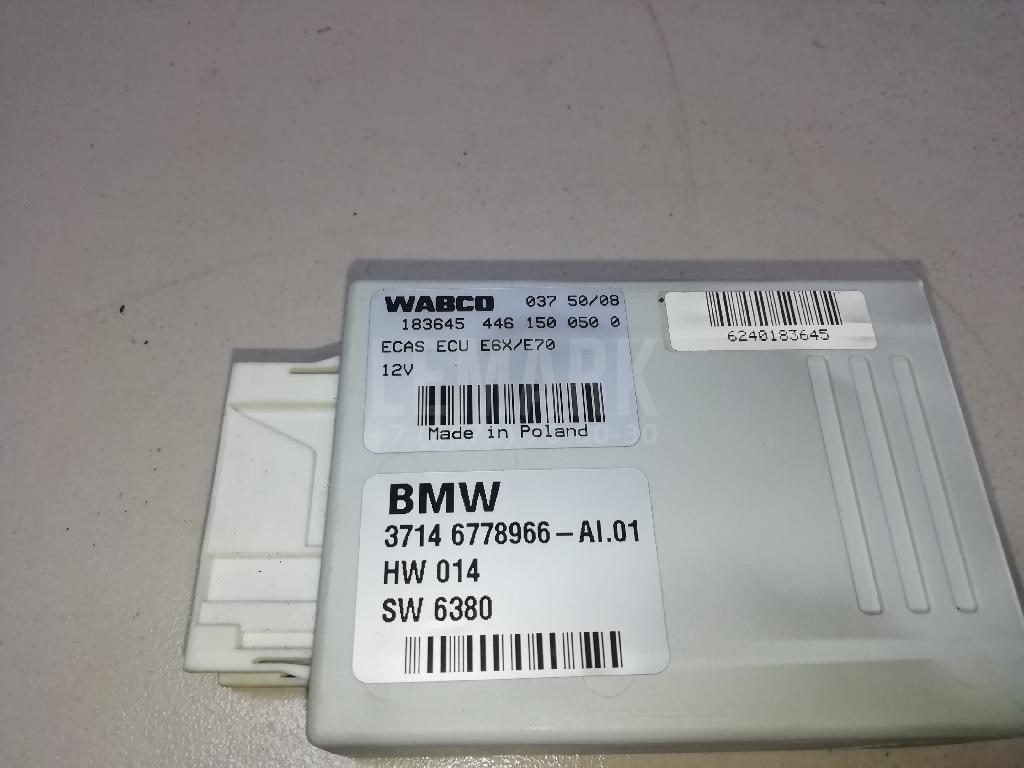 WABCO 037 50/08
183645 446 150 050 0
ECAS ECU E6X/E70
12V
Made in Poland
6240183645
BMW
3714 6778966-AI.01
HW 014
SW 6380